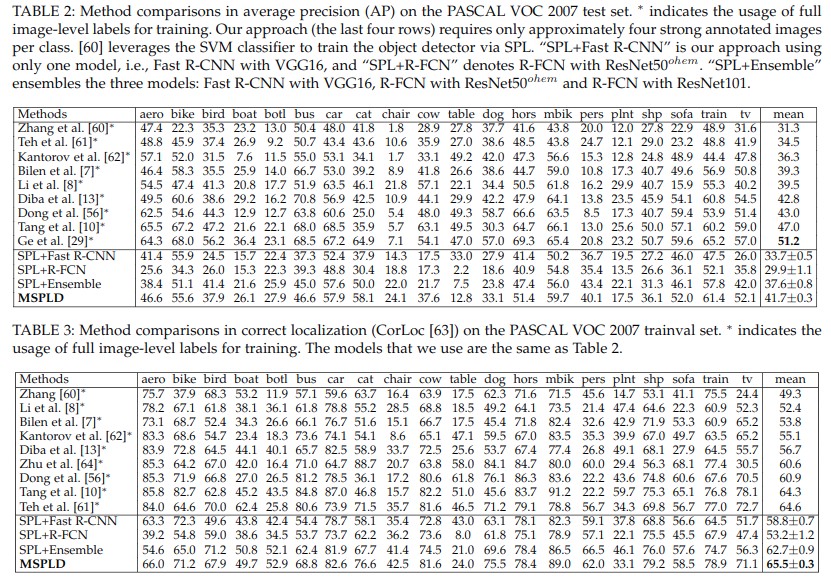 TABLE 2: Method comparisons in average precision (AP) on the PASCAL VOC 2007 test set. * indicates the usage of full
image-level labels for training. Our approach (the last four rows) requires only approximately four strong annotated images
per class. [60] leverages the SVM classifier to train the object detector via SPL. “SPL+Fast R-CNN” is our approach using
only one model, i.e., Fast R-CNN with VGG16, and “SPL+R-FCN” denotes R-FCN with ResNet50ohem. “SPL+Ensemble”
ensembles the three models: Fast R-CNN with VGG16, R-FCN with ResNet50ohem and R-FCN with ResNet101.
Methods aero bike bird boat botl bus car cat chair cow table dog hors mbik pers plnt shp sofa train tv mean
Zhang et al. [60]* 47.4 22.3 35.3 23.2 13.0 50.4 48.0 41.8 1.8 28.9 27.8 37.7 41.6 43.8 20.0 12.0 27.8 22.9 48.9 31.6 31.3
Teh et al. [61]* 48.8 45.9 37.4 26.9 9.2 50.7 43.4 43.6 10.6 35.9 27.0 38.6 48.5 43.8 24.7 12.1 29.0 23.2 48.8 41.9 34.5
Kantorov et al. [62]* 57.1 52.0 31.5 7.6 11.5 55.0 53.1 34.1 1.7 33.1 49.2 42.0 47.3 56.6 15.3 12.8 24.8 48.9 44.4 47.8 36.3
Bilen et al. [7]* 46.4 58.3 35.5 25.9 14.0 66.7 53.0 39.2 8.9 41.8 26.6 38.6 44.7 59.0 10.8 17.3 40.7 49.6 56.9 50.8 39.3
Li et al. [8]* 54.5 47.4 41.3 20.8 17.7 51.9 63.5 46.1 21.8 57.1 22.1 34.4 50.5 61.8 16.2 29.9 40.7 15.9 55.3 40.2 39.5
Diba et al. [13]* 49.5 60.6 38.6 29.2 16.2 70.8 56.9 42.5 10.9 44.1 29.9 42.2 47.9 64.1 13.8 23.5 45.9 54.1 60.8 54.5 42.8
Dong et al. [56]* 62.5 54.6 44.3 12.9 12.7 63.8 60.6 25.0 5.4 48.0 49.3 58.7 66.6 63.5 8.5 17.3 40.7 59.4 53.9 51.4 43.0
Tang et al. [10]* 65.5 67.2 47.2 21.6 22.1 68.0 68.5 35.9 5.7 63.1 49.5 30.3 64.7 66.1 13.0 25.6 50.0 57.1 60.2 59.0 47.0
Ge et al. [29]* 64.3 68.0 56.2 36.4 23.1 68.5 67.2 64.9 7.1 54.1 47.0 57.0 69.3 65.4 20.8 23.2 50.7 59.6 65.2 57.0 51.2
SPL+Fast R-CNN 41.4 55.9 24.5 15.7 22.4 37.3 52.4 37.9 14.3 17.5 33.0 27.9 41.4 50.2 36.7 19.5 27.2 46.0 47.5 26.0 33.7±0.5
SPL+R-FCN 25.6 34.3 26.0 15.3 22.3 39.3 48.8 30.4 18.8 17.3 2.2 18.6 40.9 54.8 35.4 13.5 26.6 36.1 52.1 35.8 29.9±1.1
SPL+Ensemble 38.4 51.1 41.4 21.6 25.9 45.0 57.6 50.0 22.0 21.7 7.5 23.8 47.4 56.0 43.4 22.1 31.3 46.1 57.8 42.0 37.6±0.8
MSPLD 46.6 55.6 37.9 26.1 27.9 46.6 57.9 58.1 24.1 37.6 12.8 33.1 51.4 59.7 40.1 17.5 36.1 52.0 61.4 52.1 41.7±0.3
TABLE 3: Method comparisons in correct localization (CorLoc [63]) on the PASCAL VOC 2007 trainval set. * indicates the
usage of full image-level labels for training. The models that we use are the same as Table 2.
Methods aero bike bird boat botl bus car cat chair cow table dog hors mbik pers plnt shp sofa train tv mean
Zhang [60]* 75.7 37.9 68.3 53.2 11.9 57.1 59.6 63.7 16.4 63.9 17.5 62.3 71.6 71.5 45.6 14.7 53.1 41.1 75.5 24.4 49.3
Li et al. [8]* 78.2 67.1 61.8 38.1 36.1 61.8 78.8 55.2 28.5 68.8 18.5 49.2 64.1 73.5 21.4 47.4 64.6 22.3 60.9 52.3 52.4
Bilen et al. [7]* 73.1 68.7 52.4 34.3 26.6 66.1 76.7 51.6 15.1 66.7 17.5 45.4 71.8 82.4 32.6 42.9 71.9 53.3 60.9 65.2 53.8
Kantorov et al. [62]* 83.3 68.6 54.7 23.4 18.3 73.6 74.1 54.1 8.6 65.1 47.1 59.5 67.0 83.5 35.3 39.9 67.0 49.7 63.5 65.2 55.1
Diba et al. [13]* 83.9 72.8 64.5 44.1 40.1 65.7 82.5 58.9 33.7 72.5 25.6 53.7 67.4 77.4 26.8 49.1 68.1 27.9 64.5 55.7 56.7
Zhu et al. [64]* 85.3 64.2 67.0 42.0 16.4 71.0 64.7 88.7 20.7 63.8 58.0 84.1 84.7 80.0 60.0 29.4 56.3 68.1 77.4 30.5 60.6
Dong et al. [56]* 85.3 71.9 66.8 27.0 26.5 81.2 78.5 36.1 17.2 80.6 61.8 76.1 86.3 83.6 22.2 43.6 74.8 60.6 67.6 70.5 60.9
Tang et al. [10]* 85.8 82.7 62.8 45.2 43.5 84.8 87.0 46.8 15.7 82.2 51.0 45.6 83.7 91.2 22.2 59.7 75.3 65.1 76.8 78.1 64.3
Teh et al. [61]* 84.0 64.6 70.0 62.4 25.8 80.6 73.9 71.5 35.7 81.6 46.5 71.2 79.1 78.8 56.7 34.3 69.8 56.7 77.0 72.7 64.6
SPL+Fast R-CNN 63.3 72.3 49.6 43.8 42.4 54.4 78.7 58.1 35.4 72.8 43.0 63.1 78.1 82.3 59.1 37.8 68.8 56.6 64.5 51.7 58.8±0.7
SPL+R-FCN 39.2 54.8 59.0 38.6 34.5 53.7 73.7 62.2 36.2 73.6 8.0 61.8 75.1 78.9 57.1 22.1 75.5 45.5 67.9 47.4 53.2±1.2
SPL+Ensemble 54.6 65.0 71.2 50.8 52.1 62.4 81.9 67.7 41.4 74.5 21.0 69.6 78.4 86.5 66.5 46.1 76.0 57.6 74.7 56.3 62.7±0.9
MSPLD 66.0 71.2 67.9 49.7 52.9 68.8 82.6 76.6 42.5 81.6 24.0 75.5 78.4 89.0 62.0 33.1 79.2 58.5 78.9 71.1 65.5±0.3